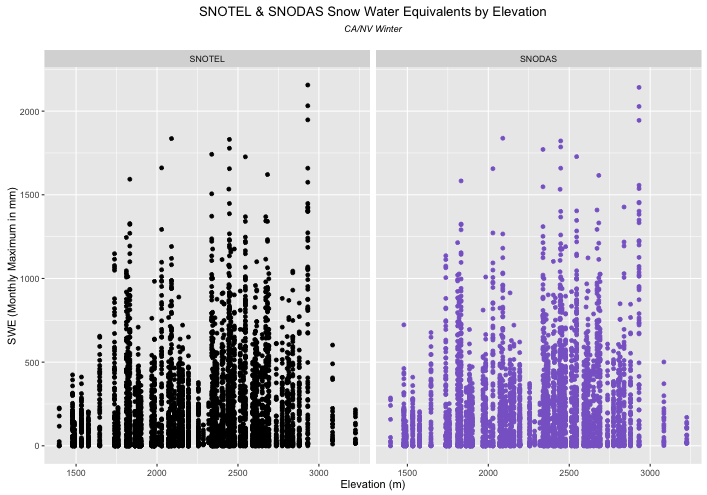 SNOTEL & SNODAS Snow Water Equivalents by Elevation
CA/NV Winter
SNOTEL
SNODAS
SWE (Monthly Maximum in mm)
2000
1500
1000
500
0
1500 2000 2500 3000
1500 2000 2500 3000
Elevation (m)